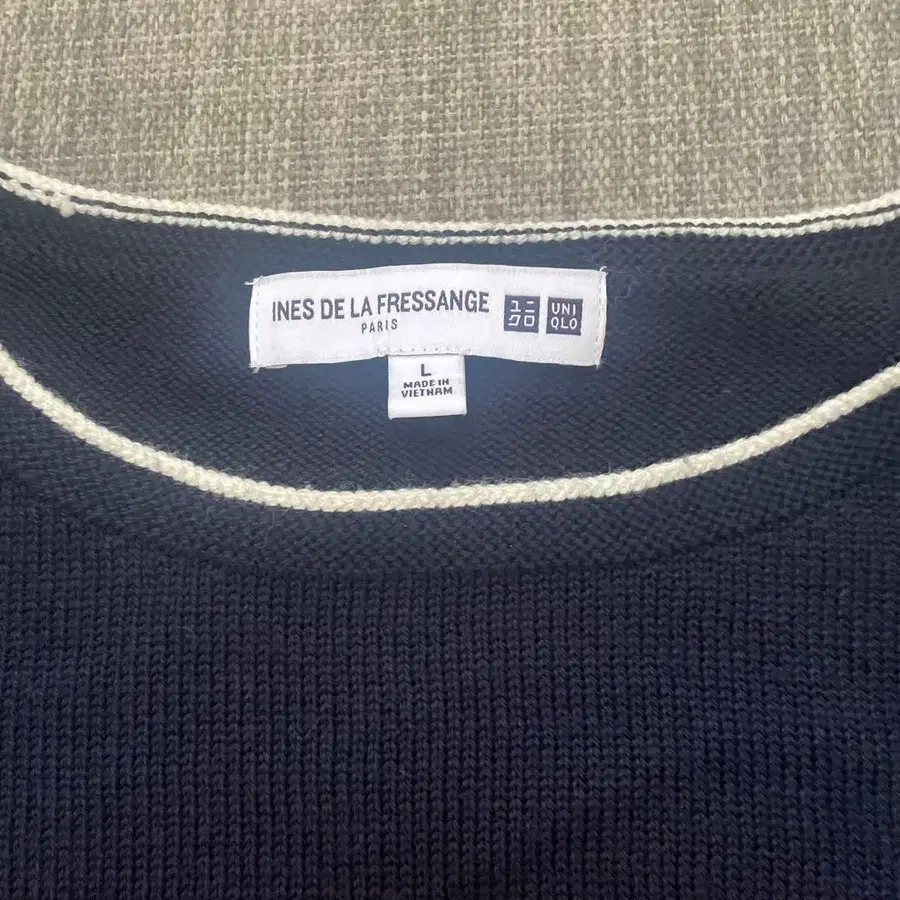 INES DE LA FRESSANGE
PARIS
ユニ
クロ
UNI
QLO
L
MADE IN
VIETNAM